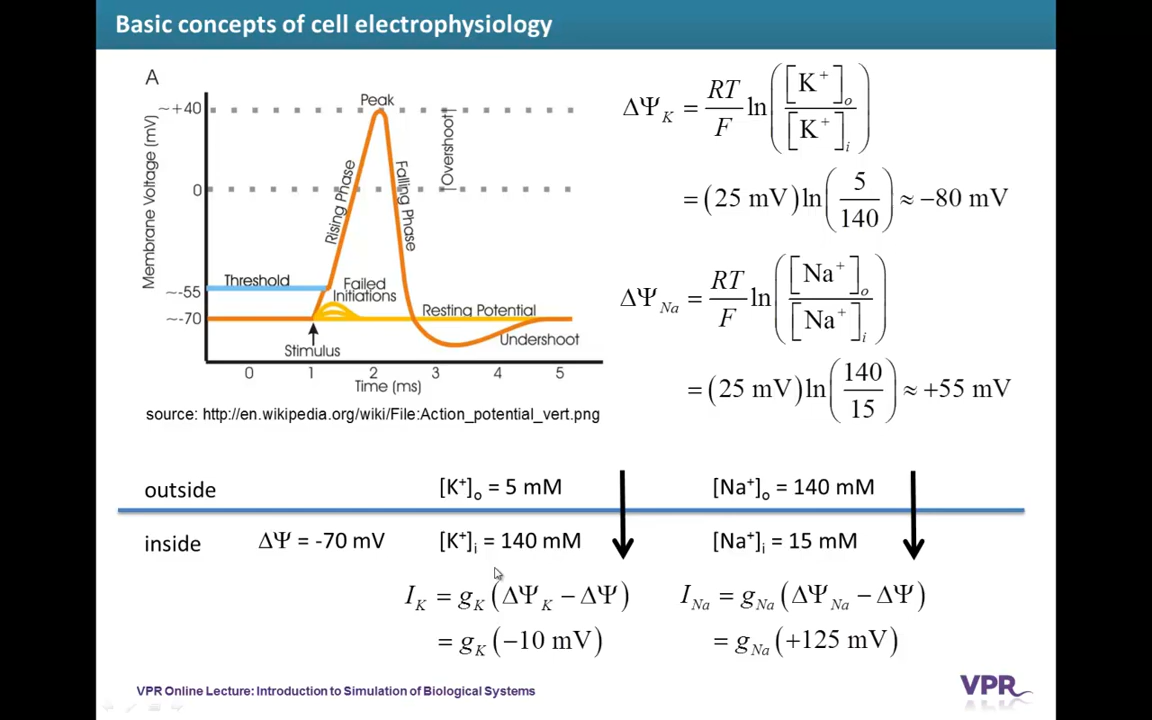 Basic concepts of cell electrophysiology
A
Membrane Voltage (mV)
~+40
0
~-55
~-70
Peak
Overshoot
Rising Phase
Falling Phase
Threshold
Failed
Initiations
Resting Potential
Stimulus
Undershoot
0 1 2 3 4 5
Time (ms)
source: http://en.wikipedia.org/wiki/File:Action_potential_vert.png
ΔΨ_K = RT/F ln([K⁺]_o / [K⁺]_i)
= (25 mV) ln(5/140) ≈ −80 mV
ΔΨ_Na = RT/F ln([Na⁺]_o / [Na⁺]_i)
= (25 mV) ln(140/15) ≈ +55 mV
outside [K⁺]_o = 5 mM [Na⁺]_o = 140 mM
inside ΔΨ = -70 mV [K⁺]_i = 140 mM [Na⁺]_i = 15 mM
I_K = g_K (ΔΨ_K − ΔΨ) I_Na = g_Na (ΔΨ_Na − ΔΨ)
= g_K (−10 mV) = g_Na (+125 mV)
VPR Online Lecture: Introduction to Simulation of Biological Systems
VPR